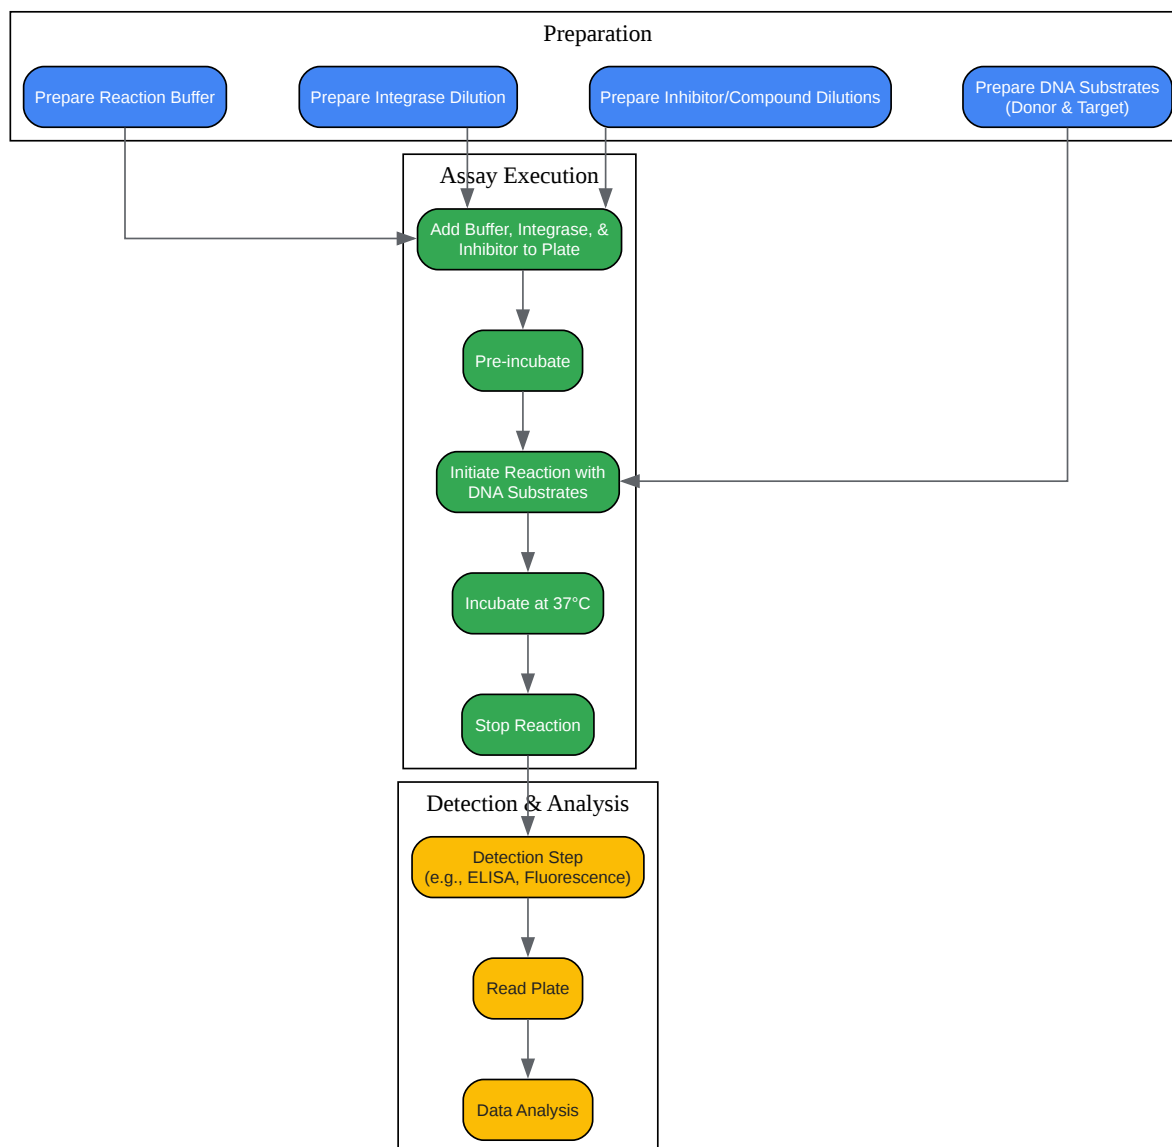 Preparation
Prepare Reaction Buffer
Prepare Integrase Dilution
Prepare Inhibitor/Compound Dilutions
Prepare DNA Substrates
(Donor & Target)
Assay Execution
Add Buffer, Integrase, &
Inhibitor to Plate
Pre-incubate
Initiate Reaction with
DNA Substrates
Incubate at 37°C
Stop Reaction
Detection & Analysis
Detection Step
(e.g., ELISA, Fluorescence)
Read Plate
Data Analysis